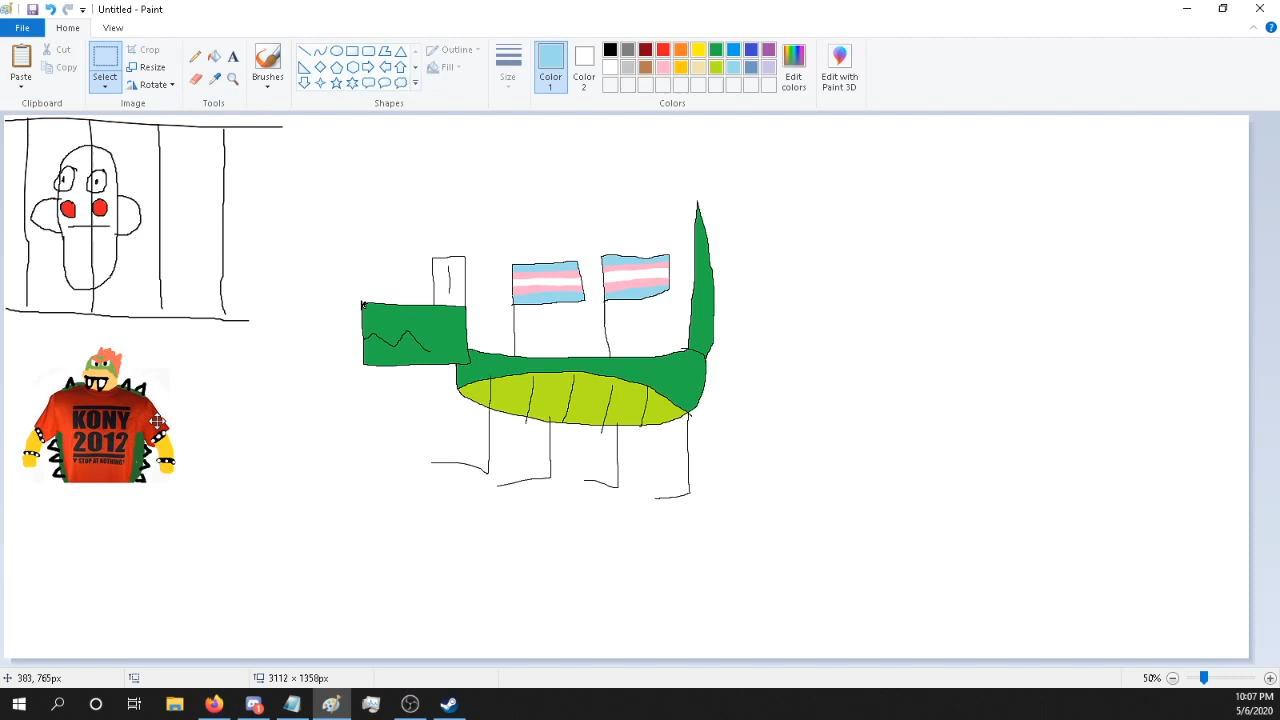 Untitled - Paint
File Home View
Paste
Cut
Copy
Clipboard
Select
Crop
Resize
Rotate
Image
Tools
Brushes
Shapes
Outline
Fill
Size
Color 1
Color 2
Colors
Edit colors
Edit with Paint 3D
KONY
2012
STOP AT NOTHING
383, 765px
3112 × 1358px
50%
10:07 PM
5/6/2020